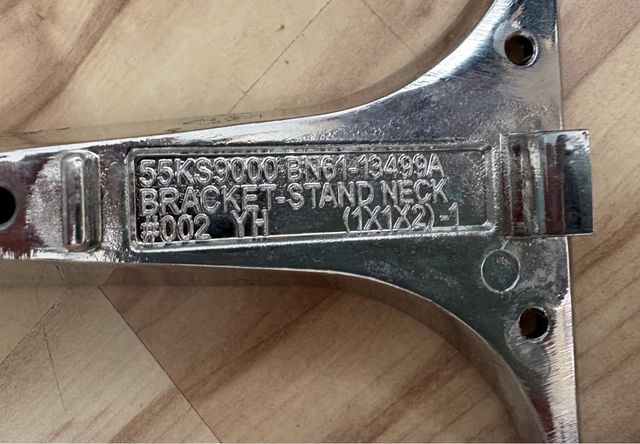 55KS9000 BN61-13499A
BRACKET-STAND NECK
#002 YH (1X1X2)-1